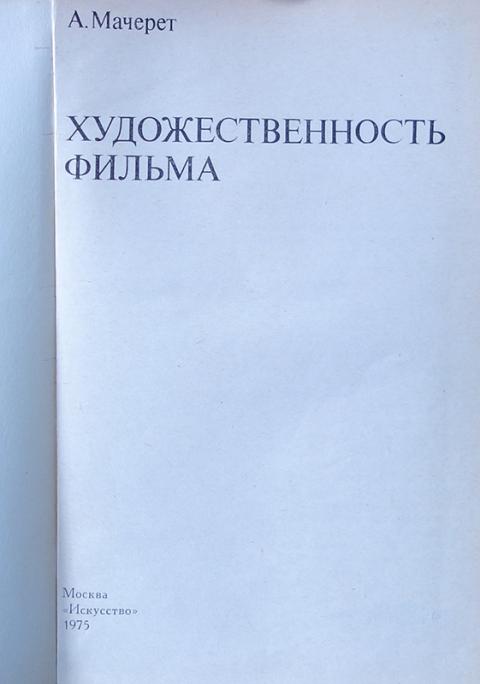 А. Мачерет
ХУДОЖЕСТВЕННОСТЬ
ФИЛЬМА
Москва
«Искусство»
1975